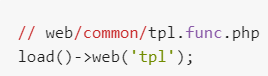 // web/common/tpl.func.php
load()->web('tpl');